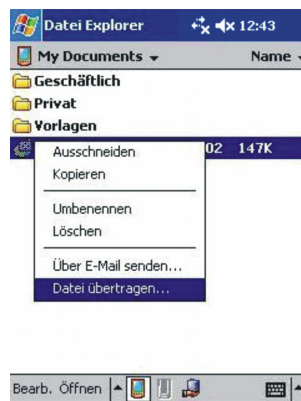 Datei Explorer 12:43
My Documents Name
Geschäftlich
Privat
Vorlagen
02 147K
Ausschneiden
Kopieren
Umbenennen
Löschen
Über E-Mail senden...
Datei übertragen...
Bearb. Öffnen